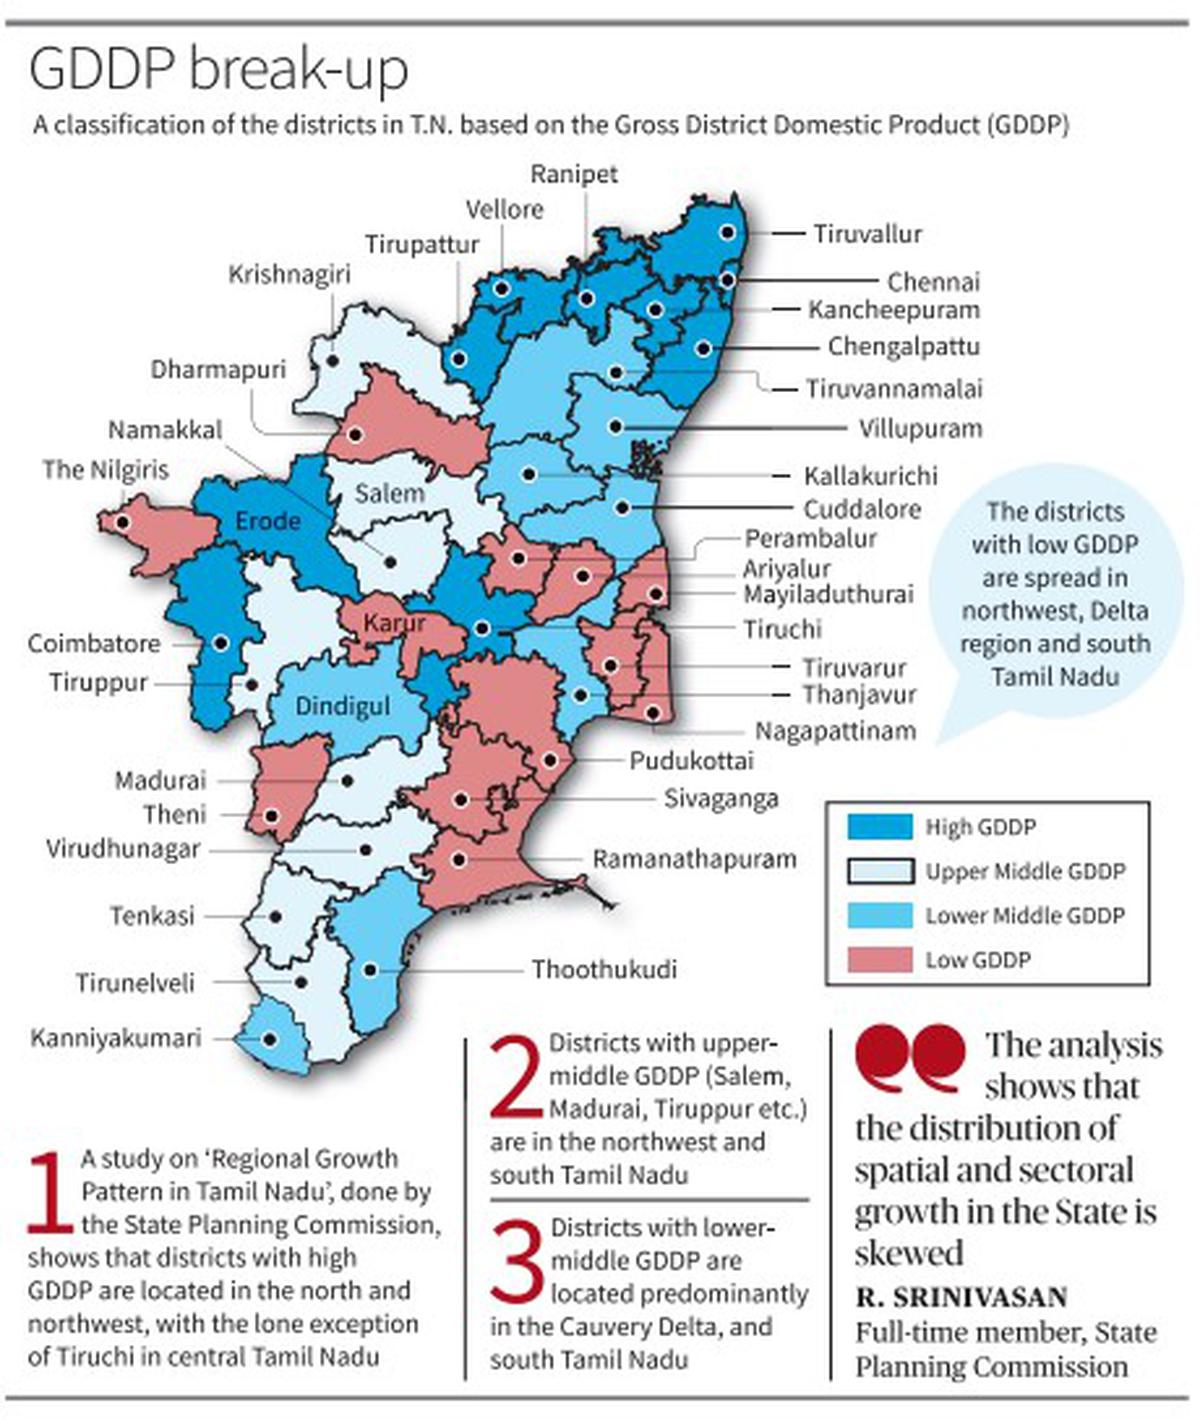 GDDP break-up
A classification of the districts in T.N. based on the Gross District Domestic Product (GDDP)
Ranipet
Vellore
Tirupattur
Krishnagiri
Dharmapuri
Namakkal
The Nilgiris
Salem
Erode
Karur
Dindigul
Coimbatore
Tiruppur
Madurai
Theni
Virudhunagar
Tenkasi
Tirunelveli
Kanniyakumari
Tiruvallur
Chennai
Kancheepuram
Chengalpattu
Tiruvannamalai
Villupuram
Kallakurichi
Cuddalore
Perambalur
Ariyalur
Mayiladuthurai
Tiruchi
Tiruvarur
Thanjavur
Nagapattinam
Pudukottai
Sivaganga
Ramanathapuram
Thoothukudi
The districts
with low GDDP
are spread in
northwest, Delta
region and south
Tamil Nadu
High GDDP
Upper Middle GDDP
Lower Middle GDDP
Low GDDP
1 A study on ‘Regional Growth
Pattern in Tamil Nadu’, done by
the State Planning Commission,
shows that districts with high
GDDP are located in the north and
northwest, with the lone exception
of Tiruchi in central Tamil Nadu
2 Districts with upper-
middle GDDP (Salem,
Madurai, Tiruppur etc.)
are in the northwest and
south Tamil Nadu
3 Districts with lower-
middle GDDP are
located predominantly
in the Cauvery Delta, and
south Tamil Nadu
The analysis
shows that
the distribution of
spatial and sectoral
growth in the State is
skewed
R. SRINIVASAN
Full-time member, State
Planning Commission